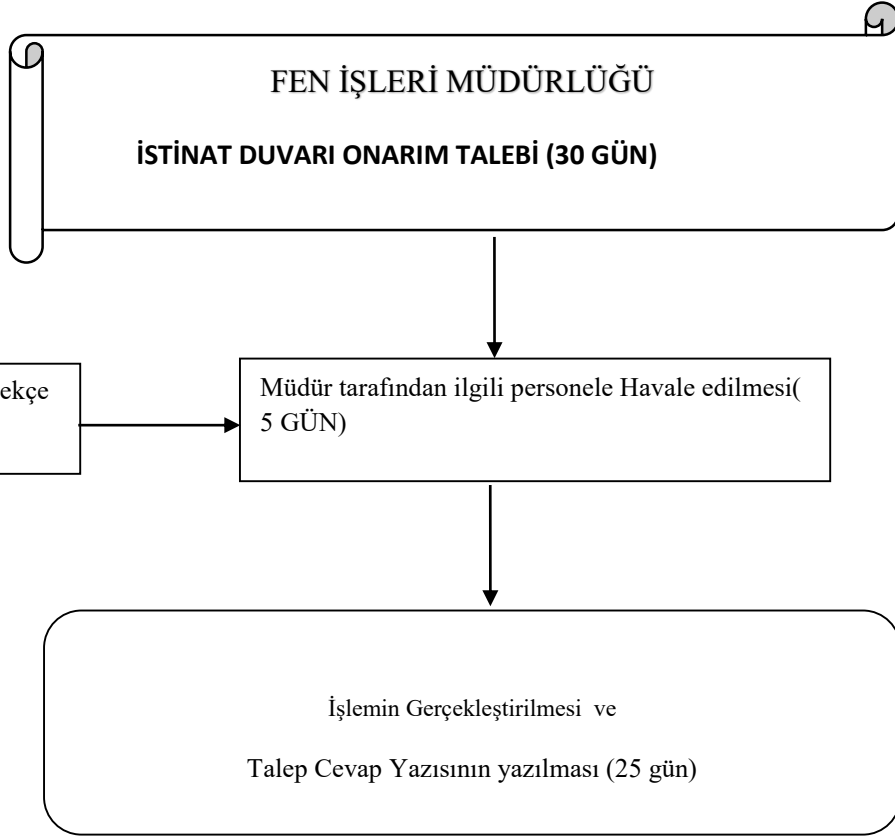 FEN İŞLERİ MÜDÜRLÜĞÜ
İSTİNAT DUVARI ONARIM TALEBİ (30 GÜN)
Müdür tarafından ilgili personele Havale edilmesi(
5 GÜN)
İşlemin Gerçekleştirilmesi ve
Talep Cevap Yazısının yazılması (25 gün)